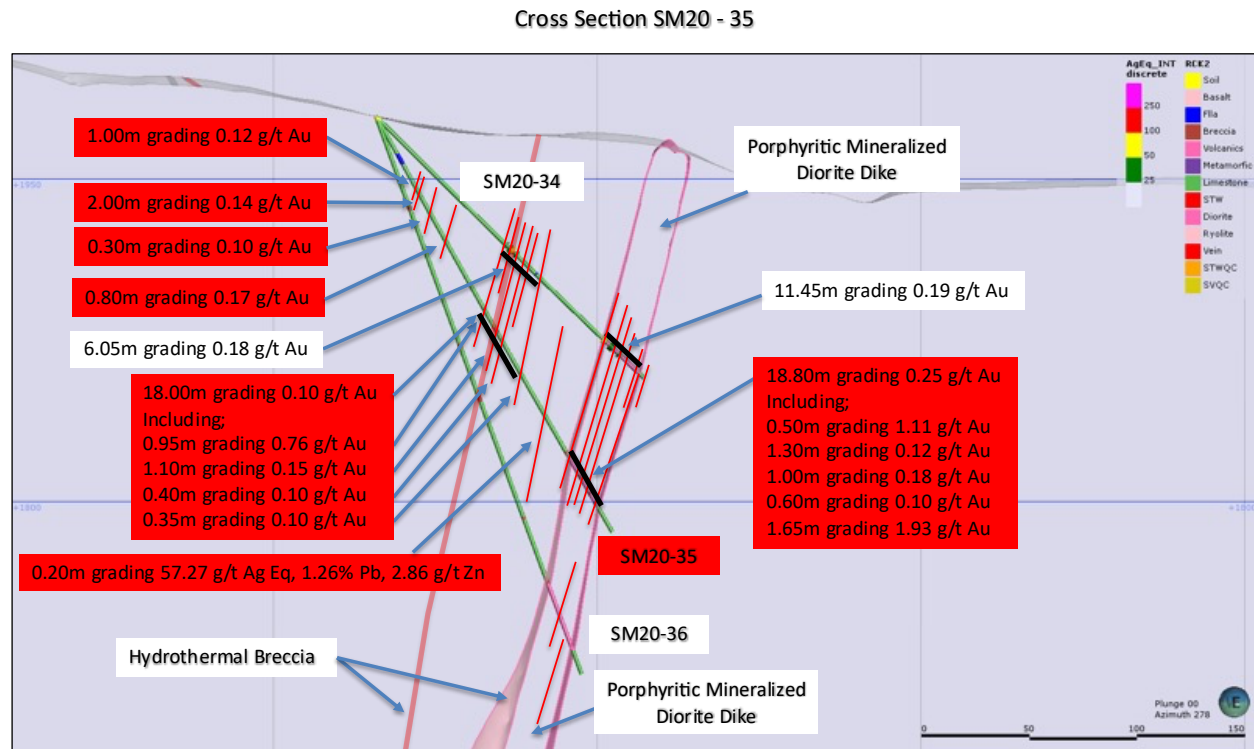 Cross Section SM20 - 35
1.00m grading 0.12 g/t Au
2.00m grading 0.14 g/t Au
0.30m grading 0.10 g/t Au
0.80m grading 0.17 g/t Au
6.05m grading 0.18 g/t Au
18.00m grading 0.10 g/t Au
Including;
0.95m grading 0.76 g/t Au
1.10m grading 0.15 g/t Au
0.40m grading 0.10 g/t Au
0.35m grading 0.10 g/t Au
0.20m grading 57.27 g/t Ag Eq, 1.26% Pb, 2.86 g/t Zn
Hydrothermal Breccia
SM20-34
Porphyritic Mineralized
Diorite Dike
11.45m grading 0.19 g/t Au
18.80m grading 0.25 g/t Au
Including;
0.50m grading 1.11 g/t Au
1.30m grading 0.12 g/t Au
1.00m grading 0.18 g/t Au
0.60m grading 0.10 g/t Au
1.65m grading 1.93 g/t Au
SM20-35
SM20-36
Porphyritic Mineralized
Diorite Dike
+1950
+1800
AgEq_INT
discrete
250
100
50
25
RCK2
Soil
Basalt
Flla
Breccia
Volcanics
Metamorfic
Limestone
STW
Diorite
Ryolite
Vein
STWQC
SVQC
Plunge 00
Azimuth 278
E
0
50
100
150